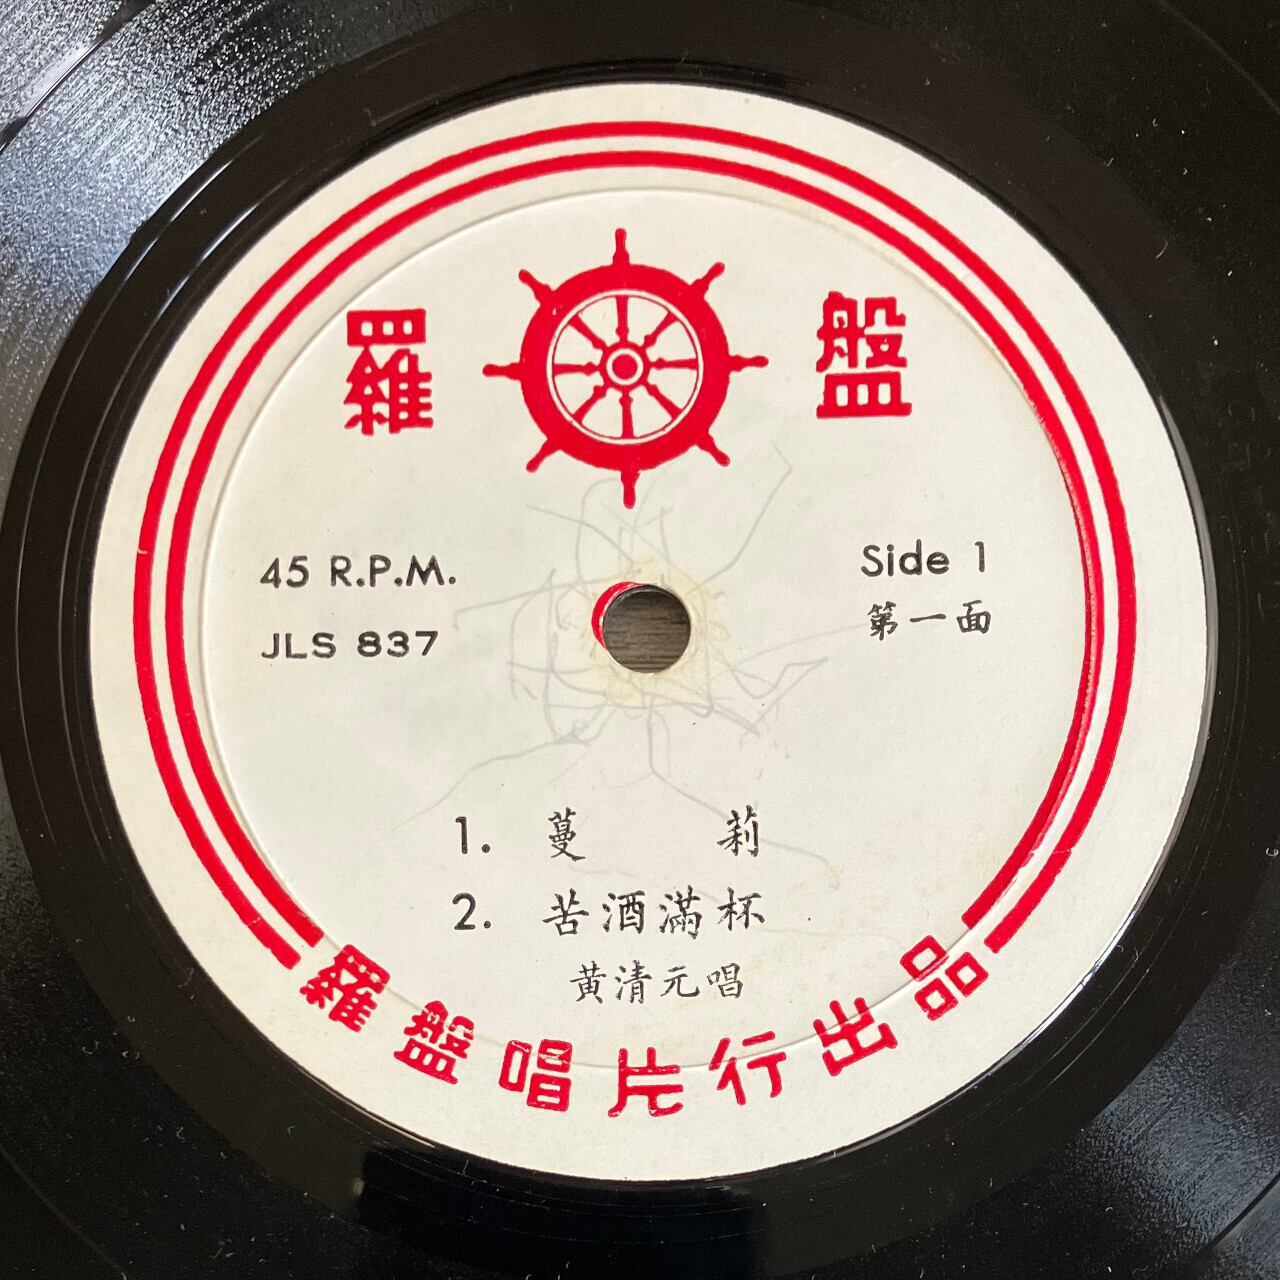 羅盤
45 R.P.M.
JLS 837
Side 1
第一面
1. 蔓莉
2. 苦酒滿杯
黃清元唱
羅盤唱片行出品